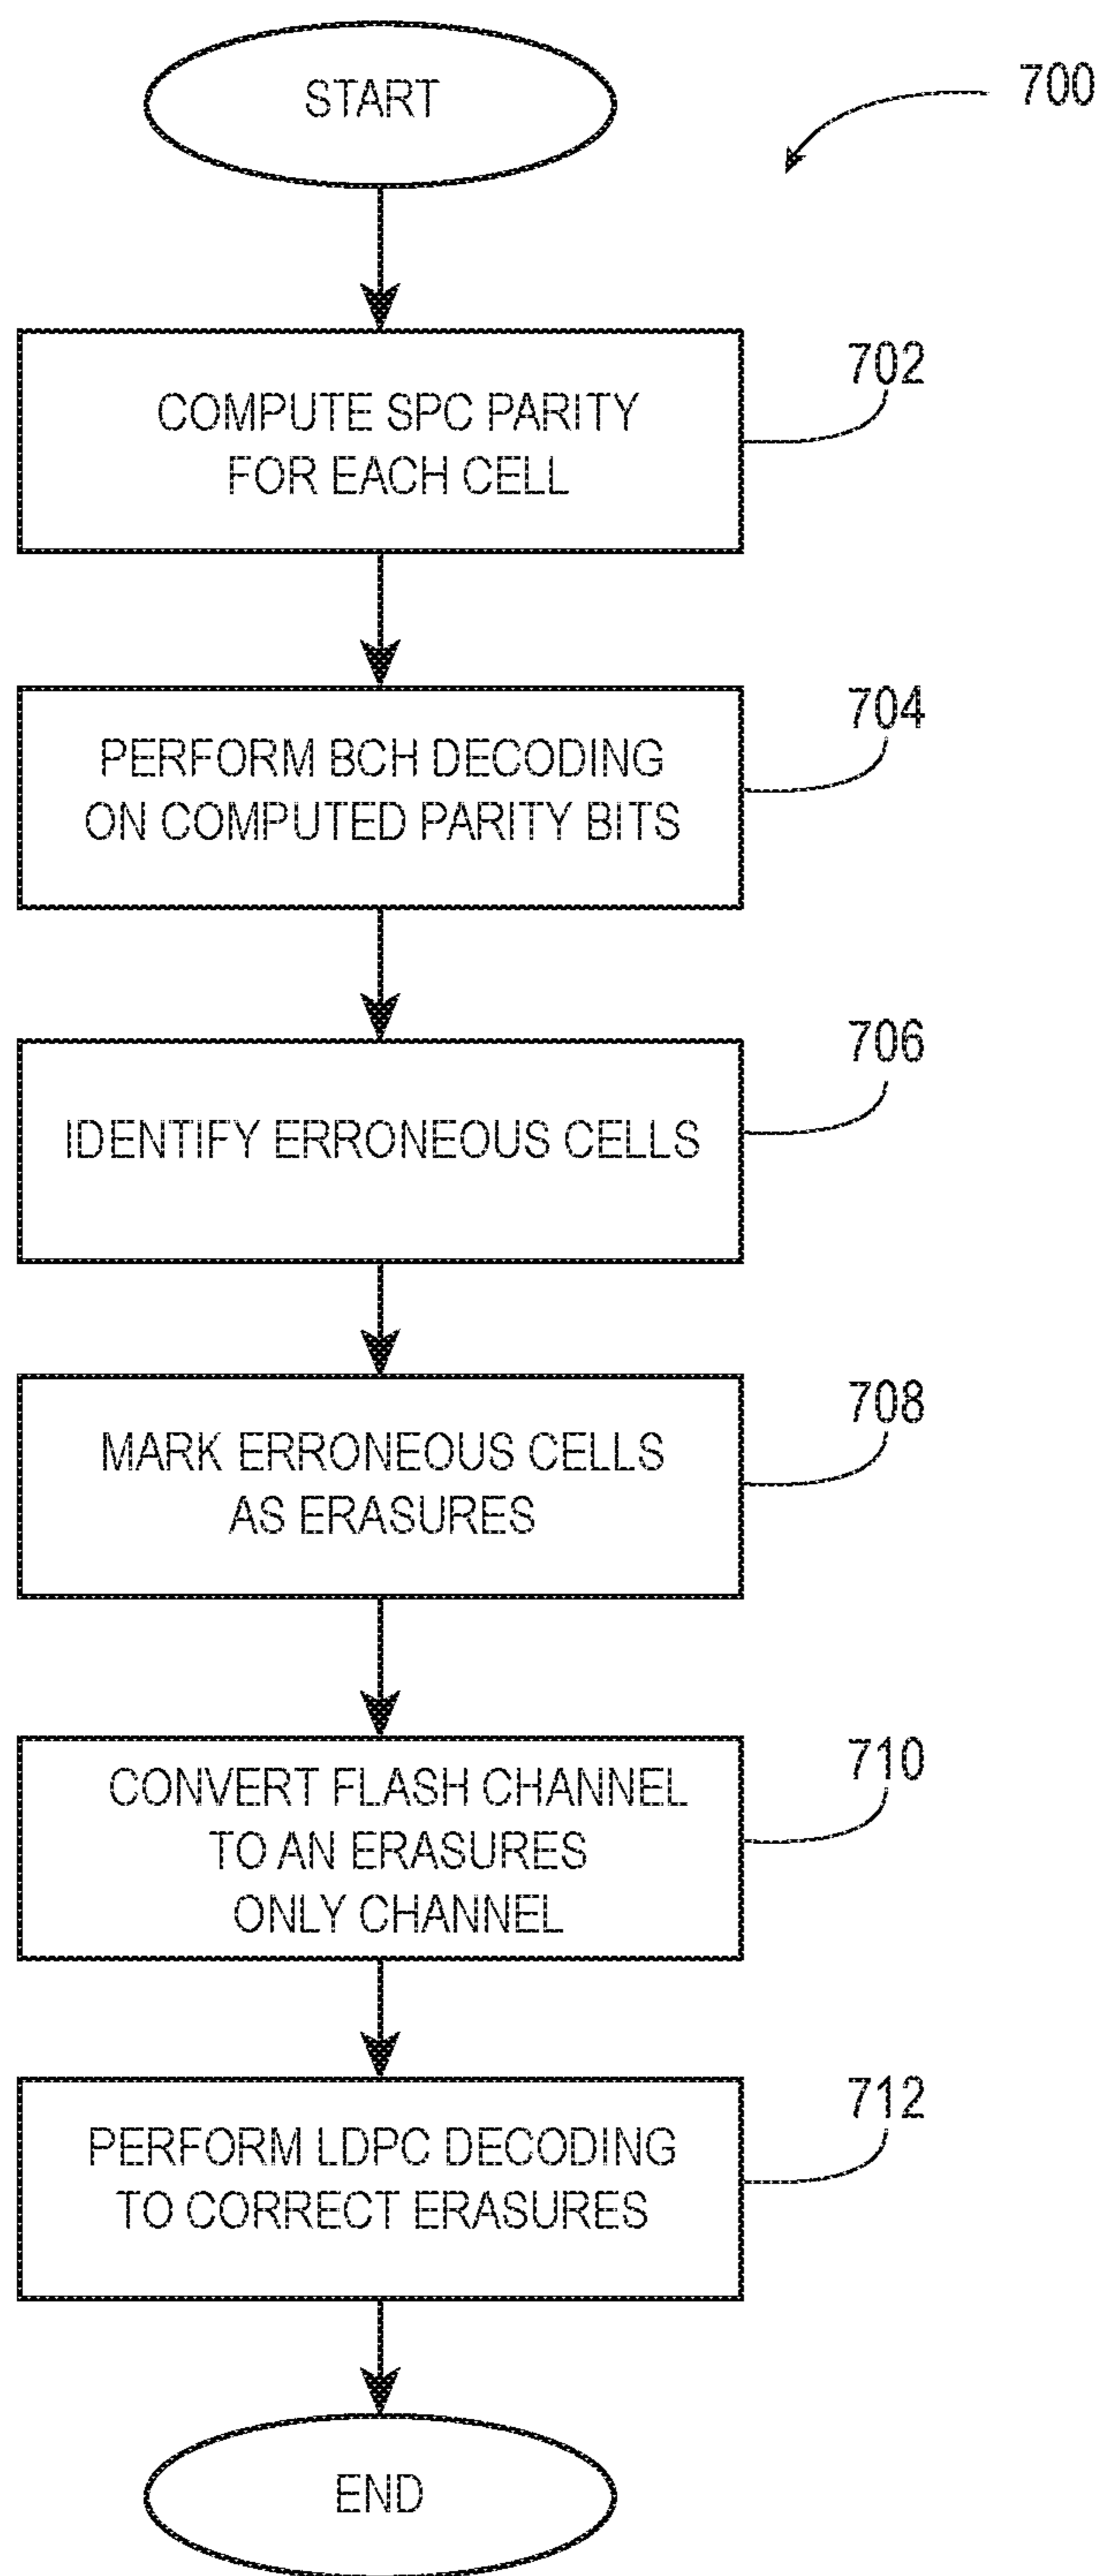 START
700
702
COMPUTE SPC PARITY
FOR EACH CELL
704
PERFORM BCH DECODING
ON COMPUTED PARITY BITS
706
IDENTIFY ERRONEOUS CELLS
708
MARK ERRONEOUS CELLS
AS ERASURES
710
CONVERT FLASH CHANNEL
TO AN ERASURES
ONLY CHANNEL
712
PERFORM LDPC DECODING
TO CORRECT ERASURES
END